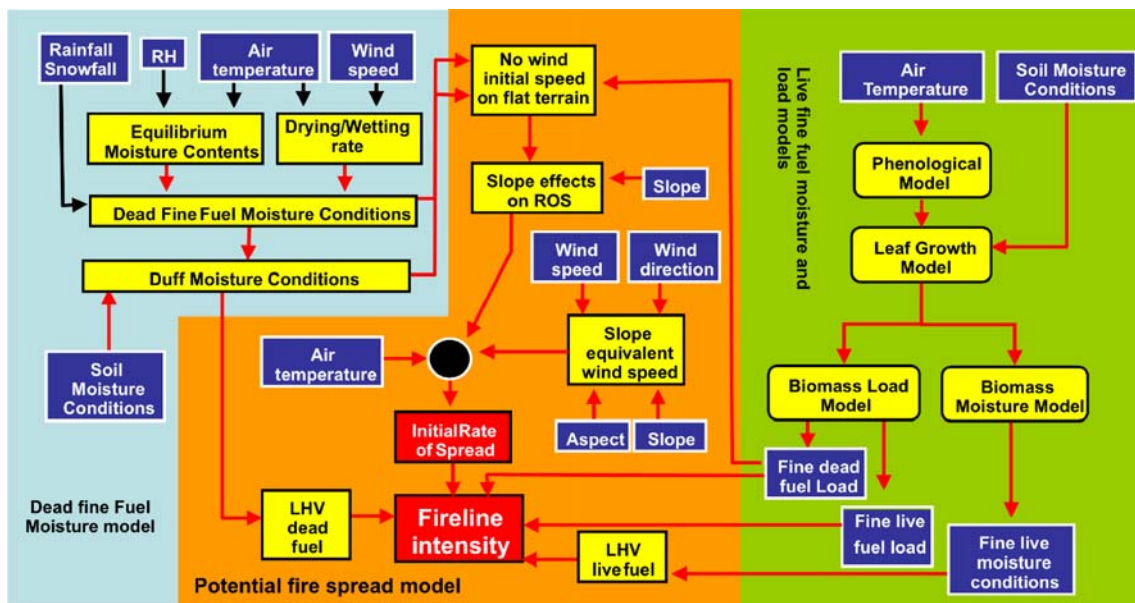 Rainfall
Snowfall
RH
Air
temperature
Wind
speed
Equilibrium
Moisture Contents
Drying/Wetting
rate
Dead Fine Fuel Moisture Conditions
Duff Moisture Conditions
Soil
Moisture
Conditions
Dead fine Fuel
Moisture model
No wind
initial speed
on flat terrain
Slope effects
on ROS
Slope
Wind
speed
Wind
direction
Slope
equivalent
wind speed
Air
temperature
Aspect
Slope
Initial Rate
of Spread
LHV
dead
fuel
Fireline
intensity
LHV
live fuel
Potential fire spread model
Live fine fuel moisture and
load models
Air
Temperature
Soil Moisture
Conditions
Phenological
Model
Leaf Growth
Model
Biomass Load
Model
Biomass
Moisture Model
Fine dead
fuel Load
Fine live
fuel load
Fine live
moisture
conditions